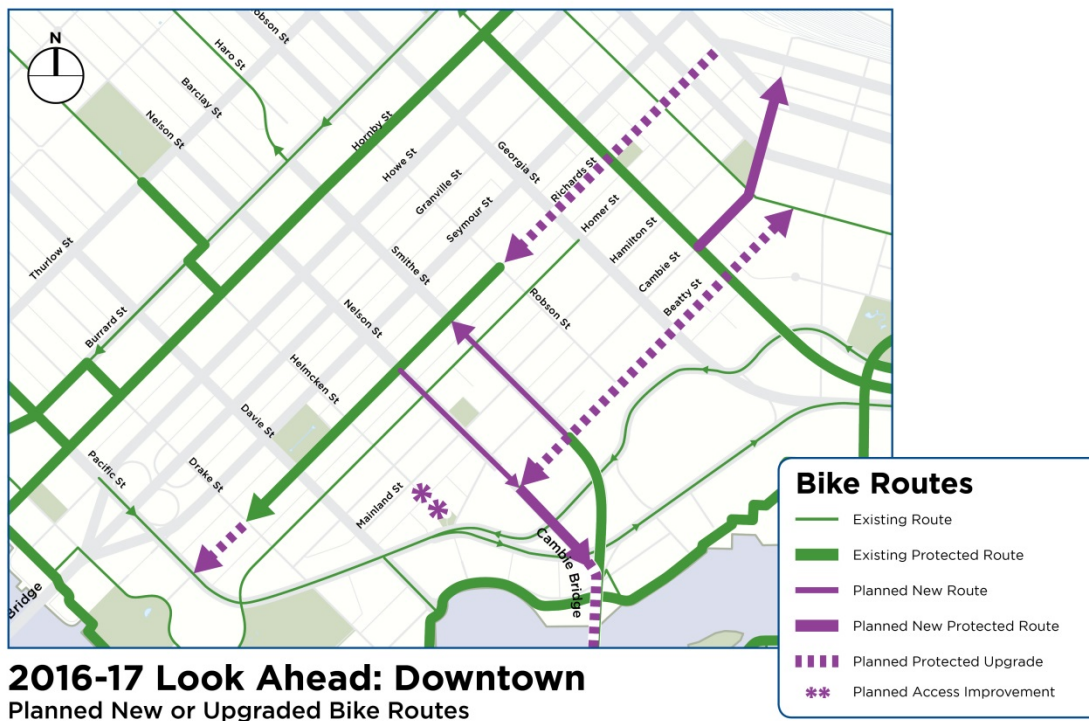 N
Robson St
Haro St
Barclay St
Nelson St
Hornby St
Howe St
Georgia St
Richards St
Granville St
Seymour St
Homer St
Hamilton St
Thurlow St
Smithe St
Cambie St
Beatty St
Burrard St
Nelson St
Robson St
Helmcken St
Davie St
Pacific St
Drake St
Mainland St
Cambie Bridge
Bridge
Bike Routes
Existing Route
Existing Protected Route
Planned New Route
Planned New Protected Route
Planned Protected Upgrade
Planned Access Improvement
2016-17 Look Ahead: Downtown
Planned New or Upgraded Bike Routes